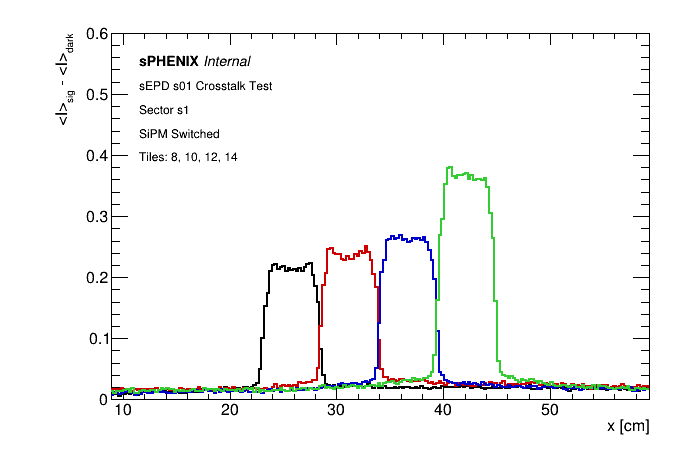 0.6
0.5
0.4
0.3
0.2
0.1
0
<I>sig - <I>dark
sPHENIX Internal
sEPD s01 Crosstalk Test
Sector s1
SiPM Switched
Tiles: 8, 10, 12, 14
10 20 30 40 50
x [cm]